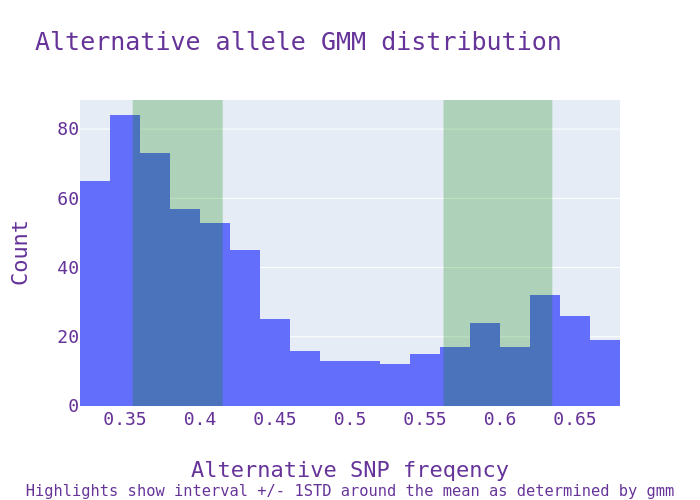 Alternative allele GMM distribution
80
60
40
20
0
Count
0.35 0.4 0.45 0.5 0.55 0.6 0.65
Alternative SNP freqency
Highlights show interval +/- 1STD around the mean as determined by gmm